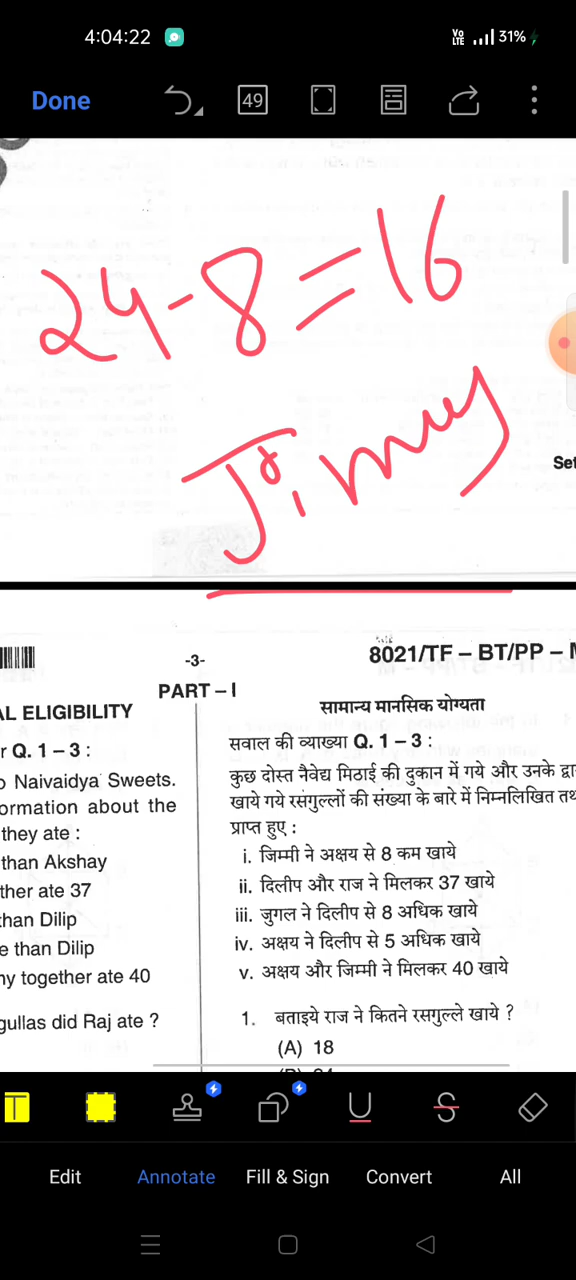 4:04:22
Vo LTE 31%
Done
49
24-8=16
Jimmy
Set
-3-
8021/TF – BT/PP –
PART – I
AL ELIGIBILITY
सामान्य मानसिक योग्यता
r Q. 1 – 3 :
सवाल की व्याख्या Q. 1 – 3 :
o Naivaidya Sweets.
ormation about the
they ate :
than Akshay
ther ate 37
than Dilip
e than Dilip
ny together ate 40
gullas did Raj ate ?
कुछ दोस्त नैवेद्य मिठाई की दुकान में गये और उनके द्वा
खाये गये रसगुल्लों की संख्या के बारे में निम्नलिखित तथ
प्राप्त हुए :
i. जिम्मी ने अक्षय से 8 कम खाये
ii. दिलीप और राज ने मिलकर 37 खाये
iii. जुगल ने दिलीप से 8 अधिक खाये
iv. अक्षय ने दिलीप से 5 अधिक खाये
v. अक्षय और जिम्मी ने मिलकर 40 खाये
1. बताइये राज ने कितने रसगुल्ले खाये ?
(A) 18
T
U
S
Edit
Annotate
Fill & Sign
Convert
All